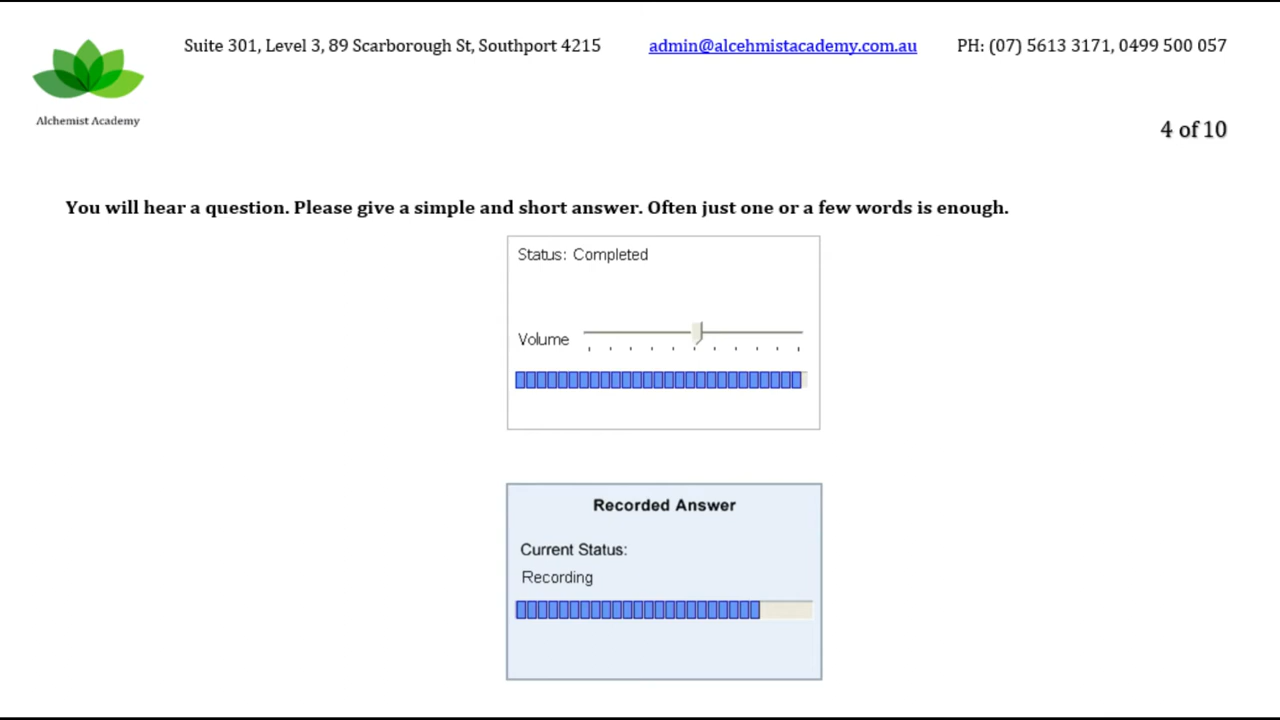 Suite 301, Level 3, 89 Scarborough St, Southport 4215 admin@alcehmistacademy.com.au PH: (07) 5613 3171, 0499 500 057
Alchemist Academy
4 of 10
You will hear a question. Please give a simple and short answer. Often just one or a few words is enough.
Status: Completed
Volume
Recorded Answer
Current Status:
Recording